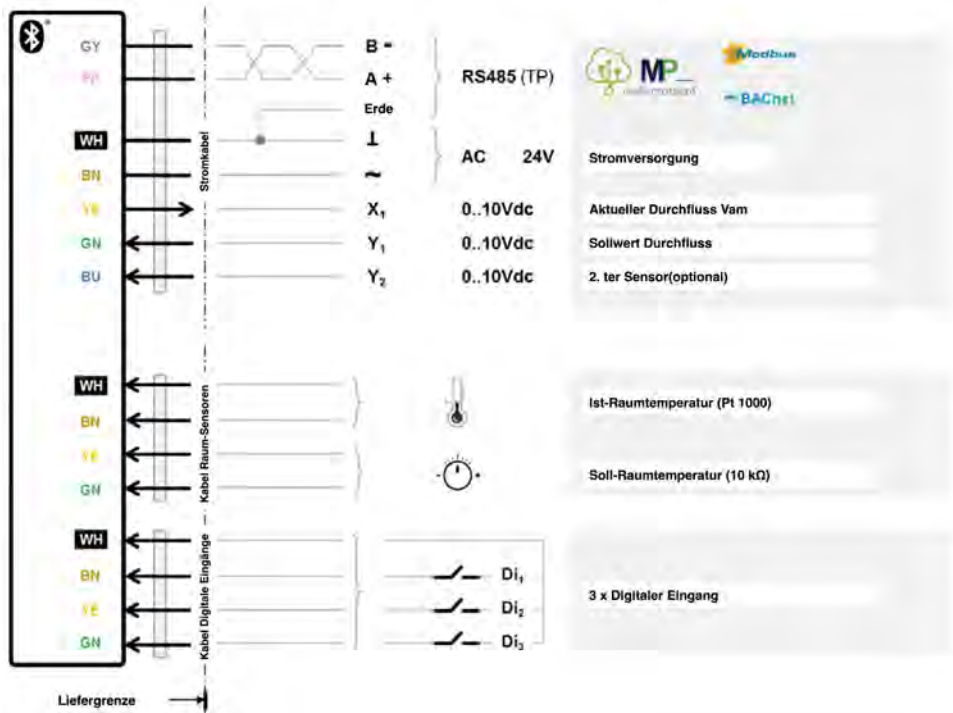 GY B - RS485 (TP) MP Modbus
A + BACnet
Erde
WH ⊥ AC 24V Stromversorgung
BN ~
YE X₁ 0..10Vdc Aktueller Durchfluss Vam
GN Y₁ 0..10Vdc Sollwert Durchfluss
BU Y₂ 0..10Vdc 2. ter Sensor(optional)
Stromkabel
WH Ist-Raumtemperatur (Pt 1000)
BN
YE Soll-Raumtemperatur (10 kΩ)
GN
Kabel Raum-Sensoren
WH
BN Di₁
YE Di₂ 3 x Digitaler Eingang
GN Di₃
Kabel Digitale Eingänge
Liefergrenze